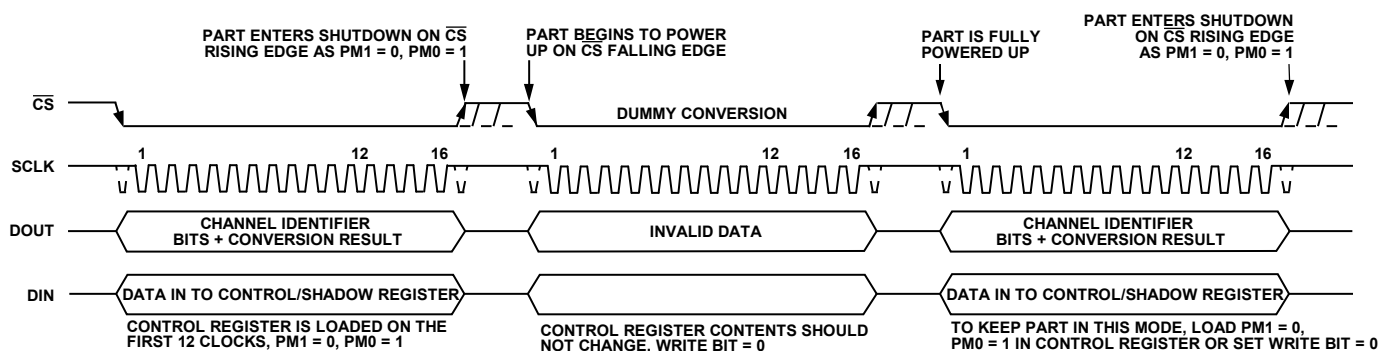 PART ENTERS SHUTDOWN ON CS
RISING EDGE AS PM1 = 0, PM0 = 1
PART BEGINS TO POWER
UP ON CS FALLING EDGE
PART IS FULLY
POWERED UP
PART ENTERS SHUTDOWN
ON CS RISING EDGE
AS PM1 = 0, PM0 = 1
CS
DUMMY CONVERSION
SCLK
1 12 16
1 12 16
1 12 16
DOUT
CHANNEL IDENTIFIER
BITS + CONVERSION RESULT
INVALID DATA
CHANNEL IDENTIFIER
BITS + CONVERSION RESULT
DIN
DATA IN TO CONTROL/SHADOW REGISTER
DATA IN TO CONTROL/SHADOW REGISTER
CONTROL REGISTER IS LOADED ON THE
FIRST 12 CLOCKS, PM1 = 0, PM0 = 1
CONTROL REGISTER CONTENTS SHOULD
NOT CHANGE, WRITE BIT = 0
TO KEEP PART IN THIS MODE, LOAD PM1 = 0,
PM0 = 1 IN CONTROL REGISTER OR SET WRITE BIT = 0